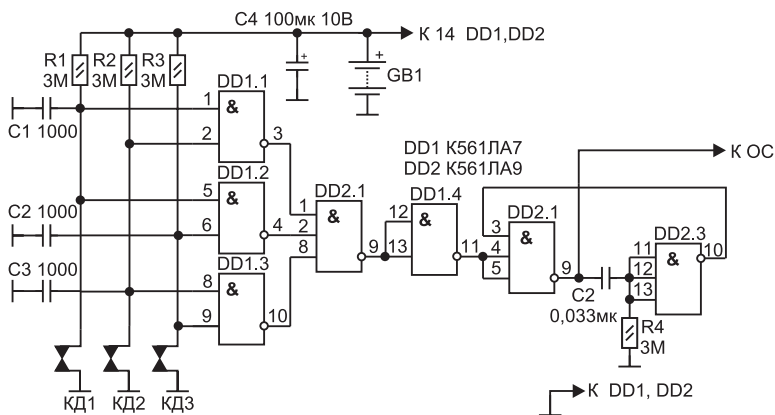 C4 100мк 10В
К 14 DD1,DD2
R1 R2 R3
3М 3М 3М
GB1
DD1.1
&
1
2
3
C1 1000
DD1 К561ЛА7
DD2 К561ЛА9
DD1.2
&
5
6
4
C2 1000
DD2.1
&
1
2
8
9
DD1.4
&
12
13
11
К ОС
DD2.1
&
3
4
5
9
DD2.3
&
11
12
13
10
C3 1000
DD1.3
&
8
9
10
C2
0,033мк
R4
3М
КД1 КД2 КД3
К DD1, DD2
+
+